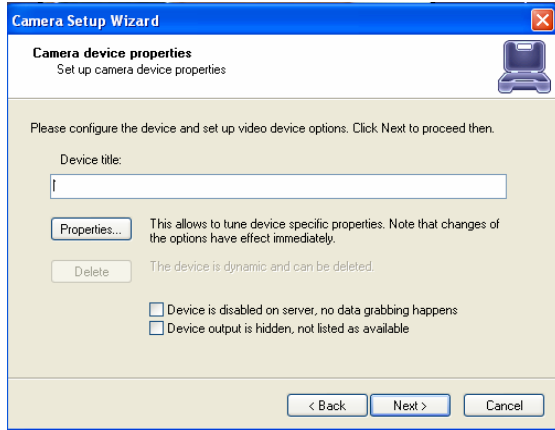 Camera Setup Wizard
Camera device properties
Set up camera device properties
Please configure the device and set up video device options. Click Next to proceed then.
Device title:
Properties...
This allows to tune device specific properties. Note that changes of
the options have effect immediately.
Delete
The device is dynamic and can be deleted.
Device is disabled on server, no data grabbing happens
Device output is hidden, not listed as available
< Back
Next >
Cancel